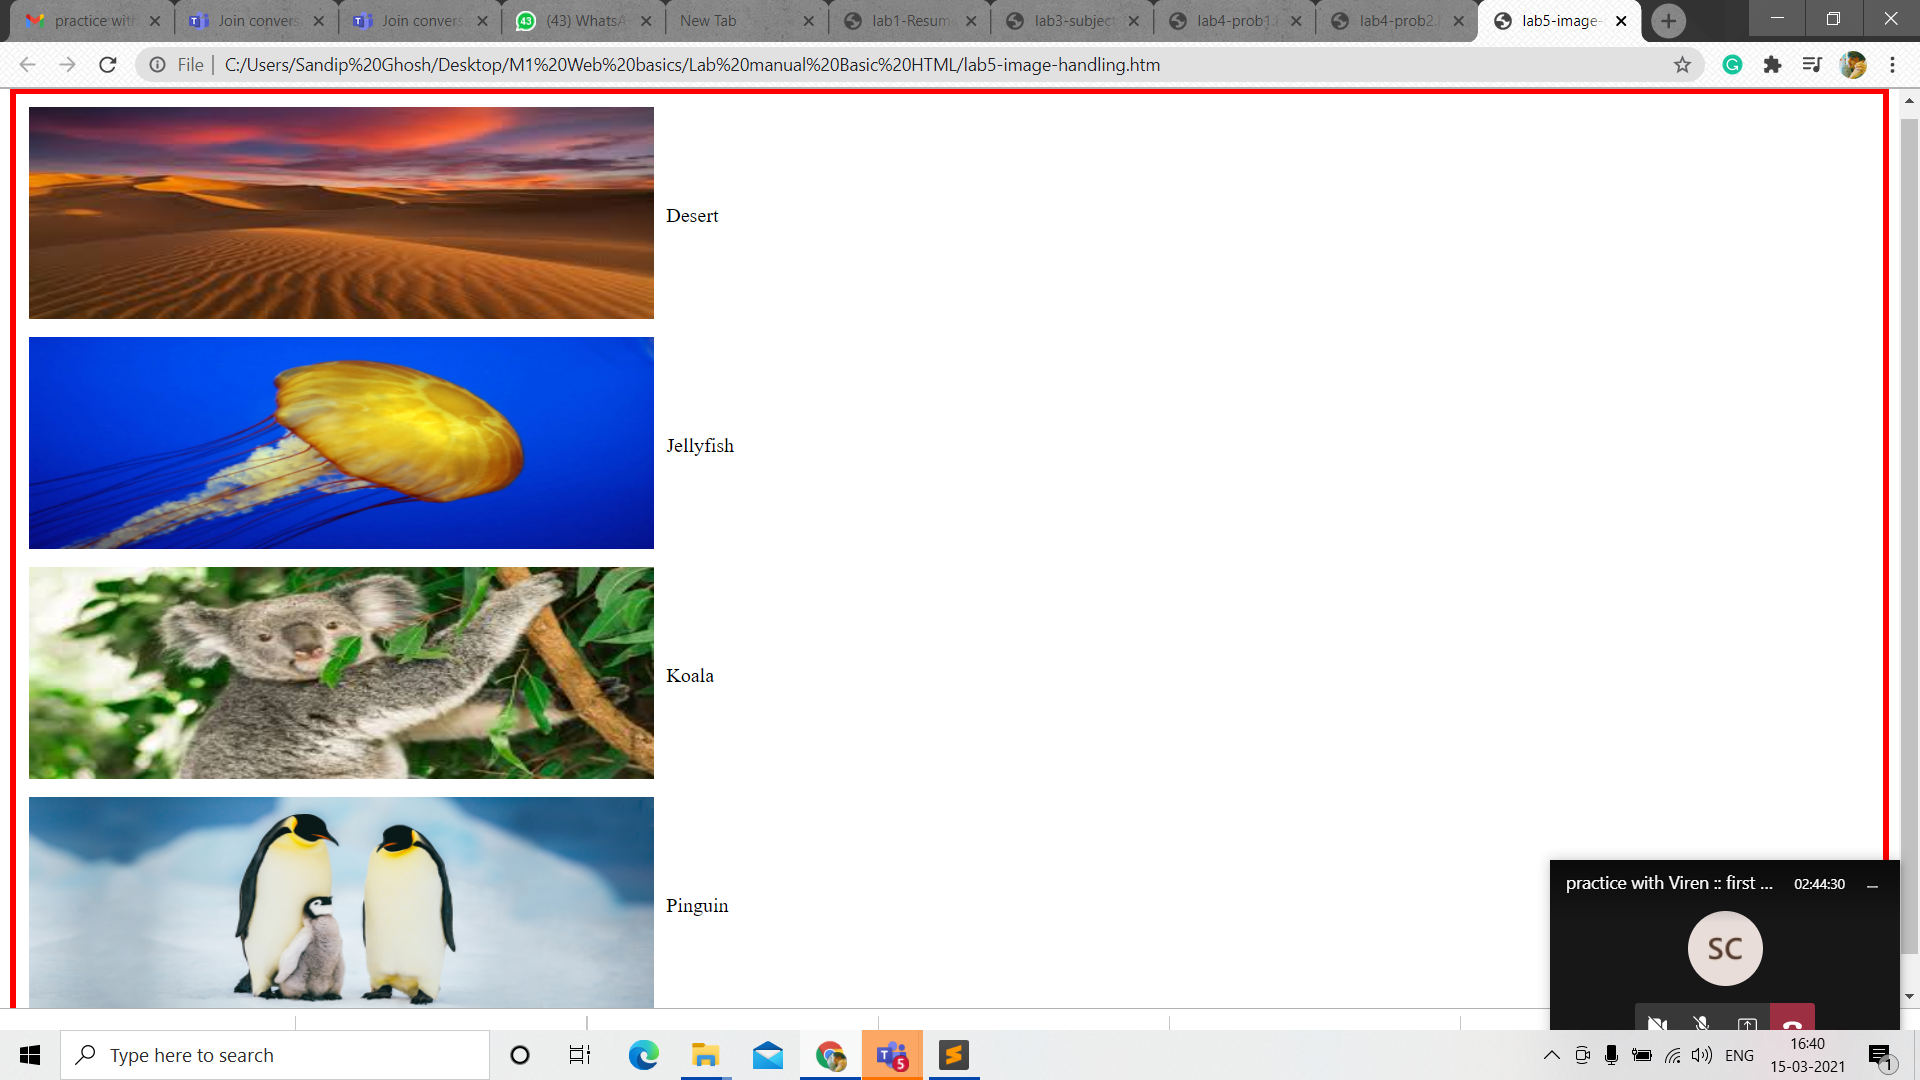 practice with
Join convers
Join convers
(43) WhatsA
New Tab
lab1-Resum
lab3-subjec
lab4-prob1.
lab4-prob2.
lab5-image-
File
C:/Users/Sandip%20Ghosh/Desktop/M1%20Web%20basics/Lab%20manual%20Basic%20HTML/lab5-image-handling.htm
Desert
Jellyfish
Koala
Pinguin
practice with Viren :: first ... 02:44:30
SC
Type here to search
5
ENG
16:40
15-03-2021
1